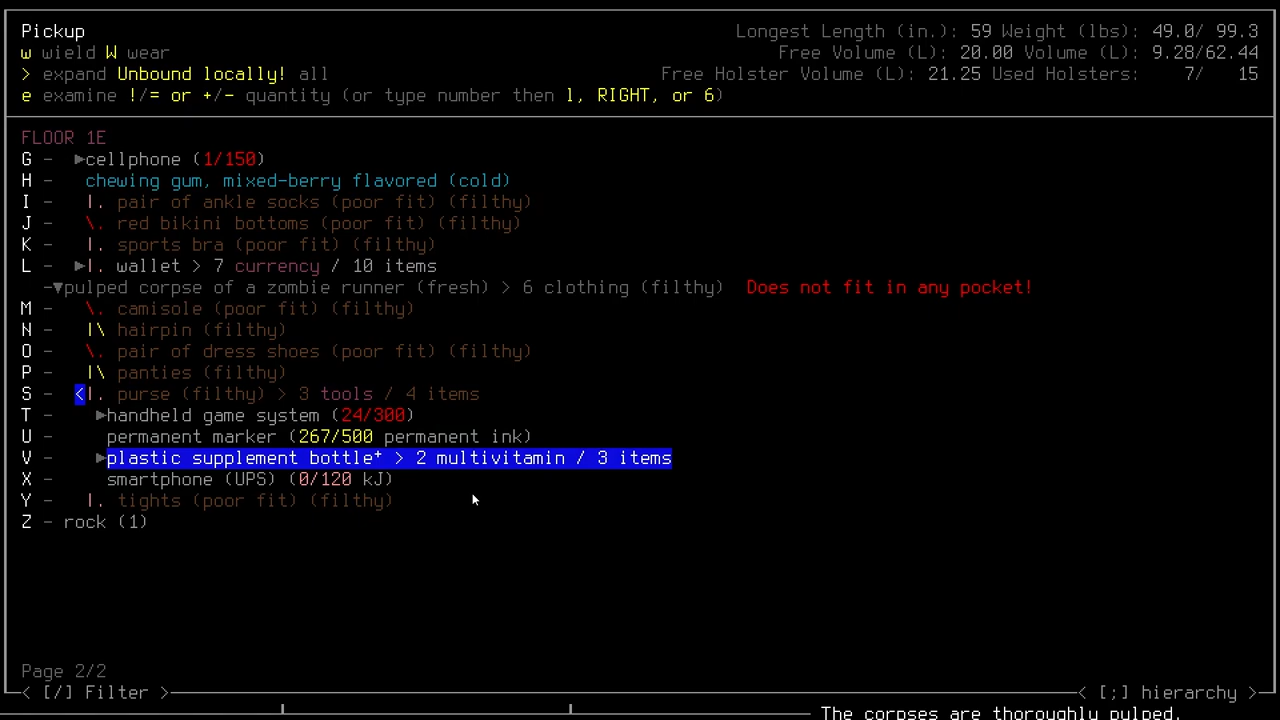 Pickup
Longest Length (in.): 59 Weight (lbs): 49.0/ 99.3
w wield W wear
Free Volume (L): 20.00 Volume (L): 9.28/62.44
> expand Unbound locally! all
Free Holster Volume (L): 21.25 Used Holsters: 7/ 15
e examine !/= or +/- quantity (or type number then l, RIGHT, or 6)
FLOOR 1E
G - ▶cellphone (1/150)
H - chewing gum, mixed-berry flavored (cold)
I - |. pair of ankle socks (poor fit) (filthy)
J - \. red bikini bottoms (poor fit) (filthy)
K - |. sports bra (poor fit) (filthy)
L - ▶|. wallet > 7 currency / 10 items
-▼pulped corpse of a zombie runner (fresh) > 6 clothing (filthy) Does not fit in any pocket!
M - \. camisole (poor fit) (filthy)
N - |\ hairpin (filthy)
O - \. pair of dress shoes (poor fit) (filthy)
P - |\ panties (filthy)
S - <|. purse (filthy) > 3 tools / 4 items
T - ▶handheld game system (24/300)
U - permanent marker (267/500 permanent ink)
V - ▶plastic supplement bottle⁺ > 2 multivitamin / 3 items
X - smartphone (UPS) (0/120 kJ)
Y - |. tights (poor fit) (filthy)
Z - rock (1)
Page 2/2
< [/] Filter >
< [;] hierarchy >
The corpses are thoroughly pulped.